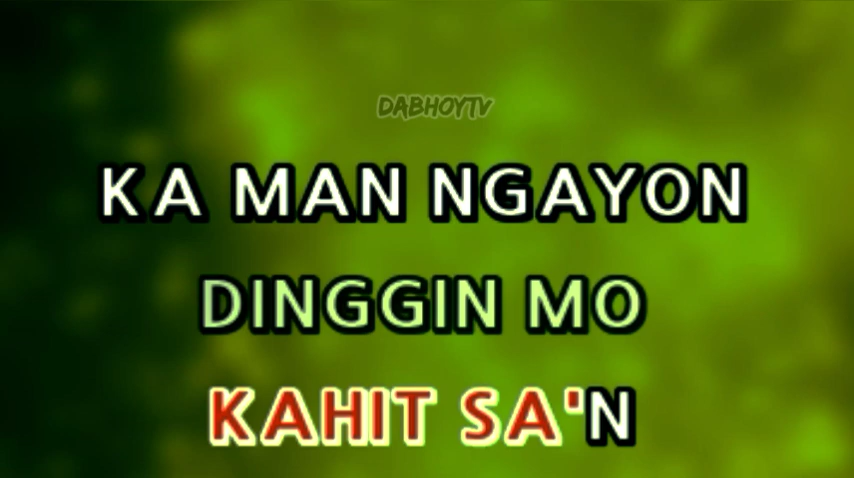 DABHOYTV
KA MAN NGAYON
DINGGIN MO
KAHIT SA'N